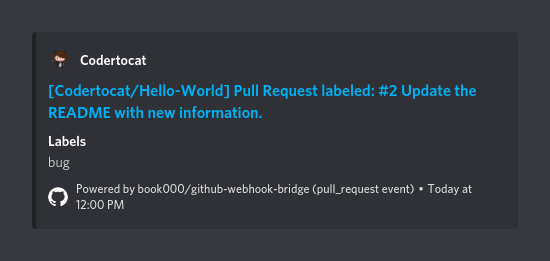 Codertocat
[Codertocat/Hello-World] Pull Request labeled: #2 Update the
README with new information.
Labels
bug
Powered by book000/github-webhook-bridge (pull_request event) • Today at
12:00 PM